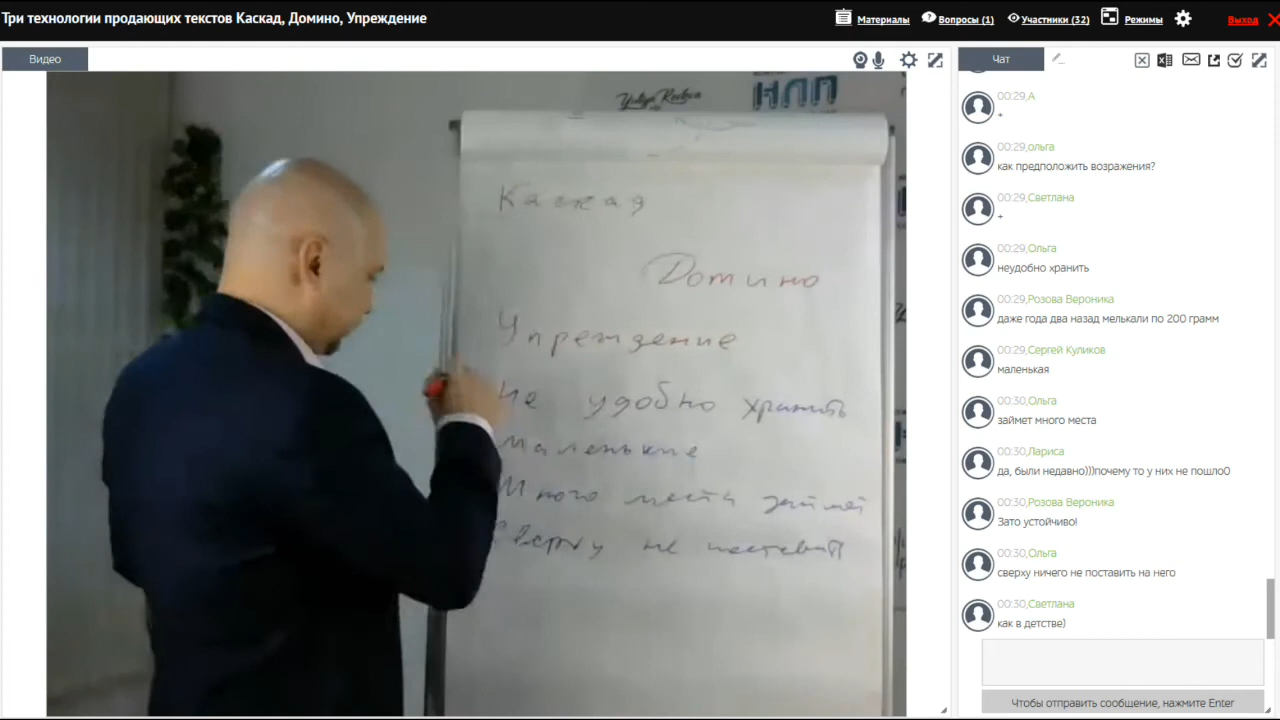 Три технологии продающих текстов Каскад, Домино, Упреждение
Материалы
Вопросы (1)
Участники (32)
Режимы
Выход
Видео
Чат
НЛП
Каскад
Домино
Упреждение
Не удобно хранить
Маленькие
Много места займет
Сверху не поставить
00:29,А
+
00:29,ольга
как предположить возражения?
00:29,Светлана
+
00:29,Ольга
неудобно хранить
00:29,Розова Вероника
даже года два назад мелькали по 200 грамм
00:29,Сергей Куликов
маленькая
00:30,Ольга
займет много места
00:30,Лариса
да, были недавно)))почему то у них не пошло0
00:30,Розова Вероника
Зато устойчиво!
00:30,Ольга
сверху ничего не поставить на него
00:30,Светлана
как в детстве)
Чтобы отправить сообщение, нажмите Enter